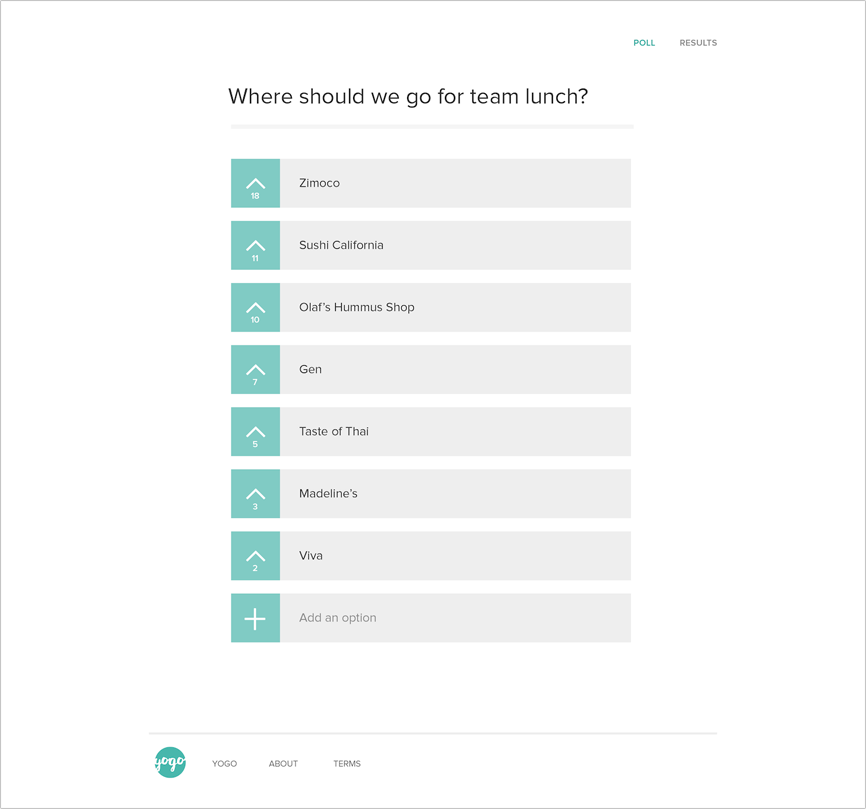 POLL RESULTS
Where should we go for team lunch?
18 Zimoco
11 Sushi California
10 Olaf’s Hummus Shop
7 Gen
5 Taste of Thai
3 Madeline’s
2 Viva
Add an option
yogo YOGO ABOUT TERMS